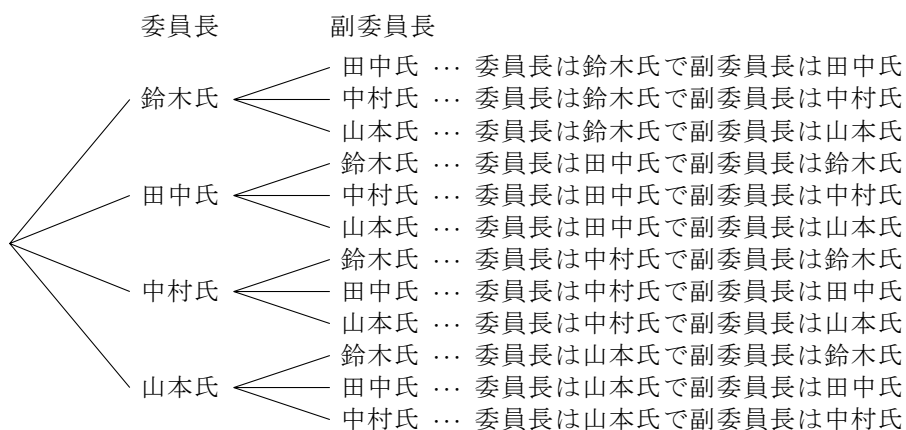 委員長 副委員長
田中氏 … 委員長は鈴木氏で副委員長は田中氏
鈴木氏 中村氏 … 委員長は鈴木氏で副委員長は中村氏
山本氏 … 委員長は鈴木氏で副委員長は山本氏
鈴木氏 … 委員長は田中氏で副委員長は鈴木氏
田中氏 中村氏 … 委員長は田中氏で副委員長は中村氏
山本氏 … 委員長は田中氏で副委員長は山本氏
鈴木氏 … 委員長は中村氏で副委員長は鈴木氏
中村氏 田中氏 … 委員長は中村氏で副委員長は田中氏
山本氏 … 委員長は中村氏で副委員長は山本氏
鈴木氏 … 委員長は山本氏で副委員長は鈴木氏
山本氏 田中氏 … 委員長は山本氏で副委員長は田中氏
中村氏 … 委員長は山本氏で副委員長は中村氏